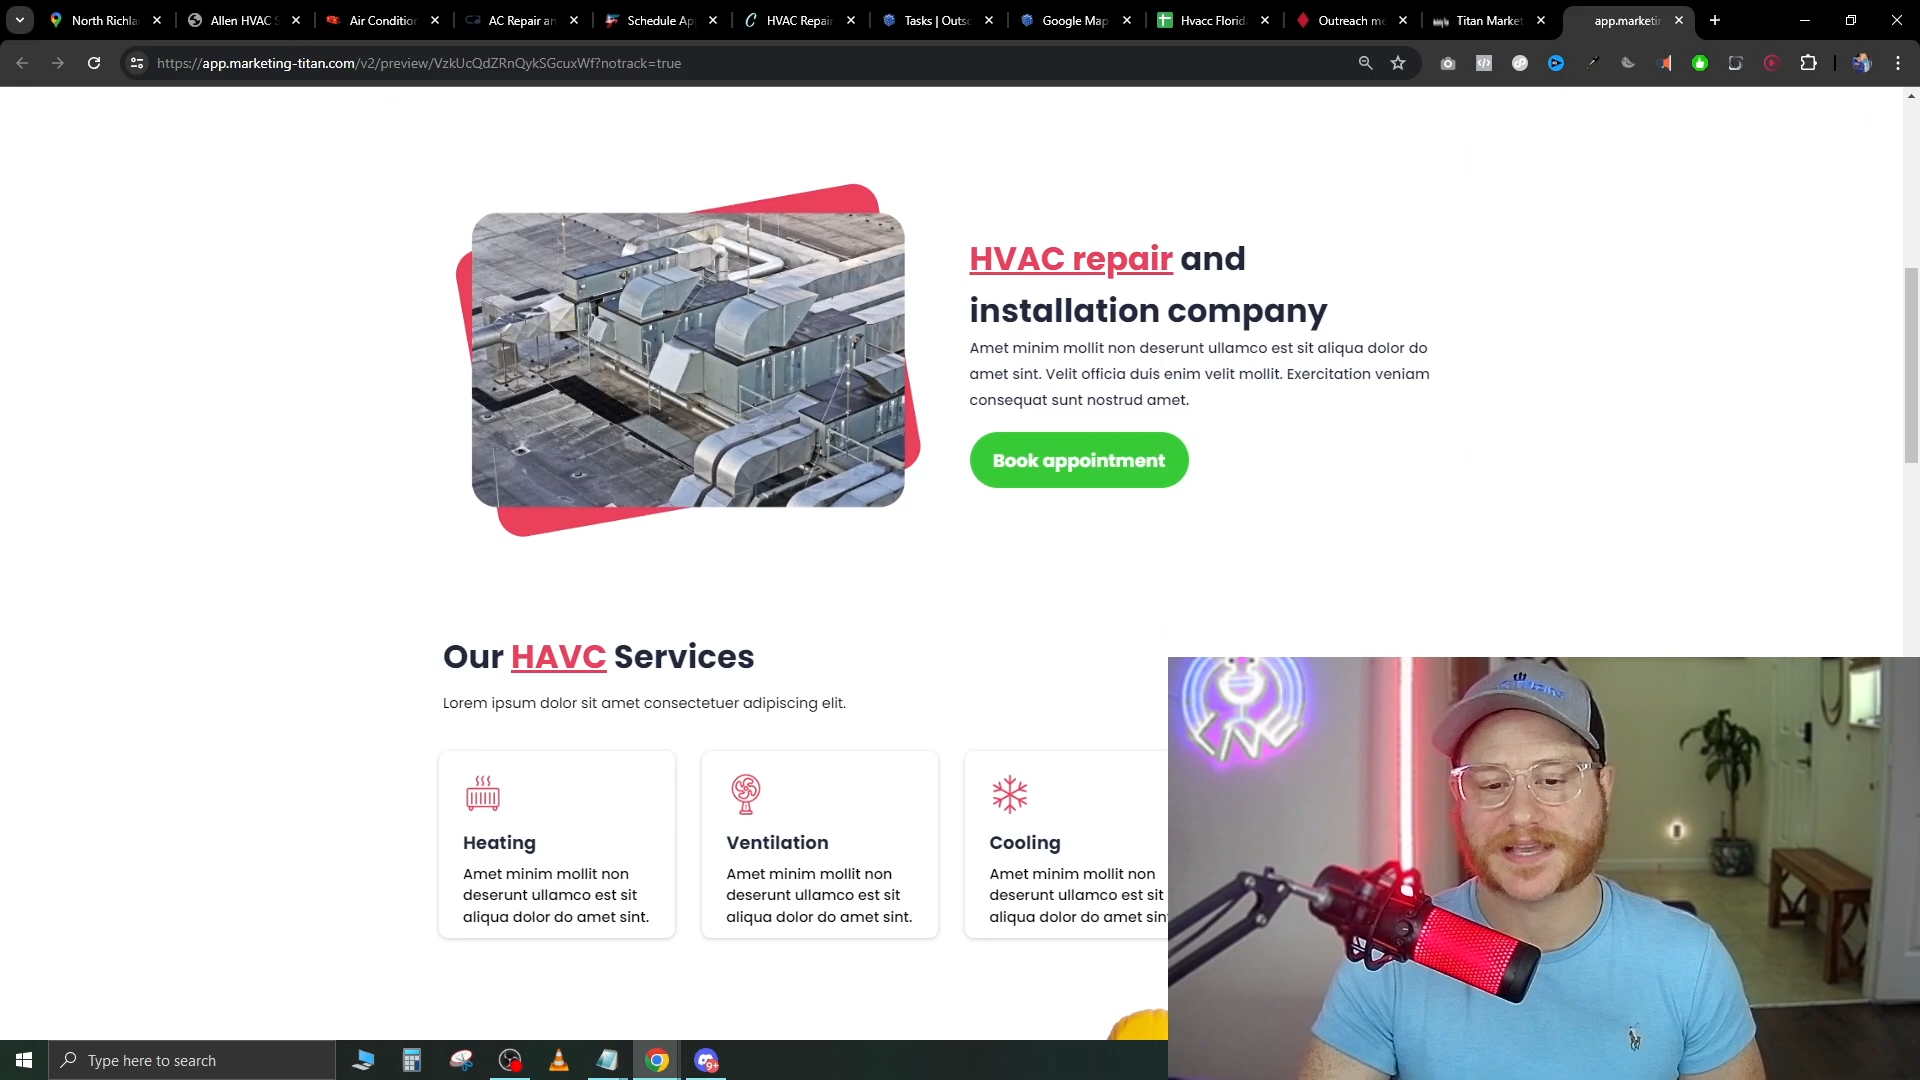 North Richla
Allen HVAC S
Air Condition
AC Repair an
Schedule Ap
HVAC Repair
Tasks | Outsc
Google Map
Hvacc Florid
Outreach me
Titan Market
app.marketin
https://app.marketing-titan.com/v2/preview/VzkUcQdZRnQykSGcuxWf?notrack=true
HVAC repair and
installation company
Amet minim mollit non deserunt ullamco est sit aliqua dolor do
amet sint. Velit officia duis enim velit mollit. Exercitation veniam
consequat sunt nostrud amet.
Book appointment
Our HAVC Services
Lorem ipsum dolor sit amet consectetuer adipiscing elit.
Heating
Amet minim mollit non
deserunt ullamco est sit
aliqua dolor do amet sint.
Ventilation
Amet minim mollit non
deserunt ullamco est sit
aliqua dolor do amet sint.
Cooling
Amet minim mollit non
deserunt ullamco est sit
aliqua dolor do amet sin
Type here to search
9+